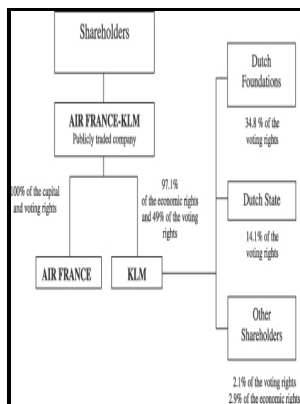 Shareholders
AIR FRANCE-KLM
Publicly traded company
100% of the capital
and voting rights
97.1%
of the economic rights
and 49% of the voting
rights
AIR FRANCE
KLM
Dutch
Foundations
34.8 % of the
voting rights
Dutch State
14.1% of the
voting rights
Other
Shareholders
2.1% of the voting rights
2.9% of the economic rights